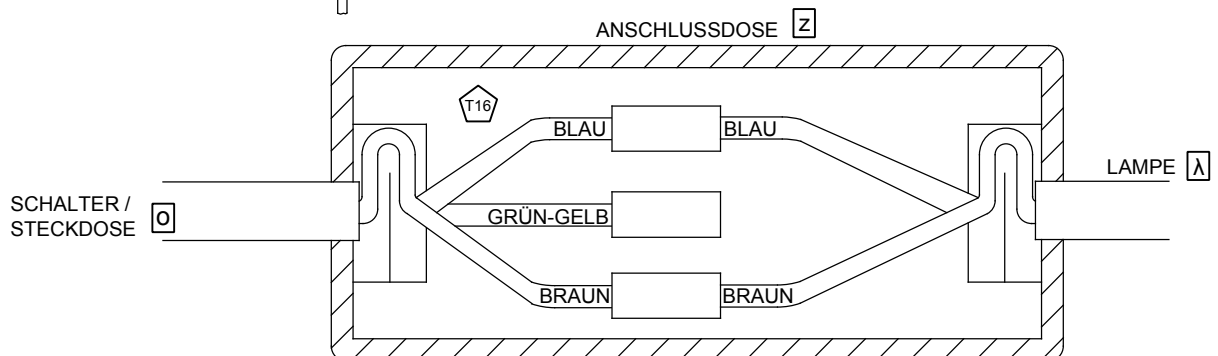 ANSCHLUSSDOSE z
T16
BLAU BLAU
LAMPE λ
SCHALTER /
STECKDOSE o
GRÜN-GELB
BRAUN BRAUN